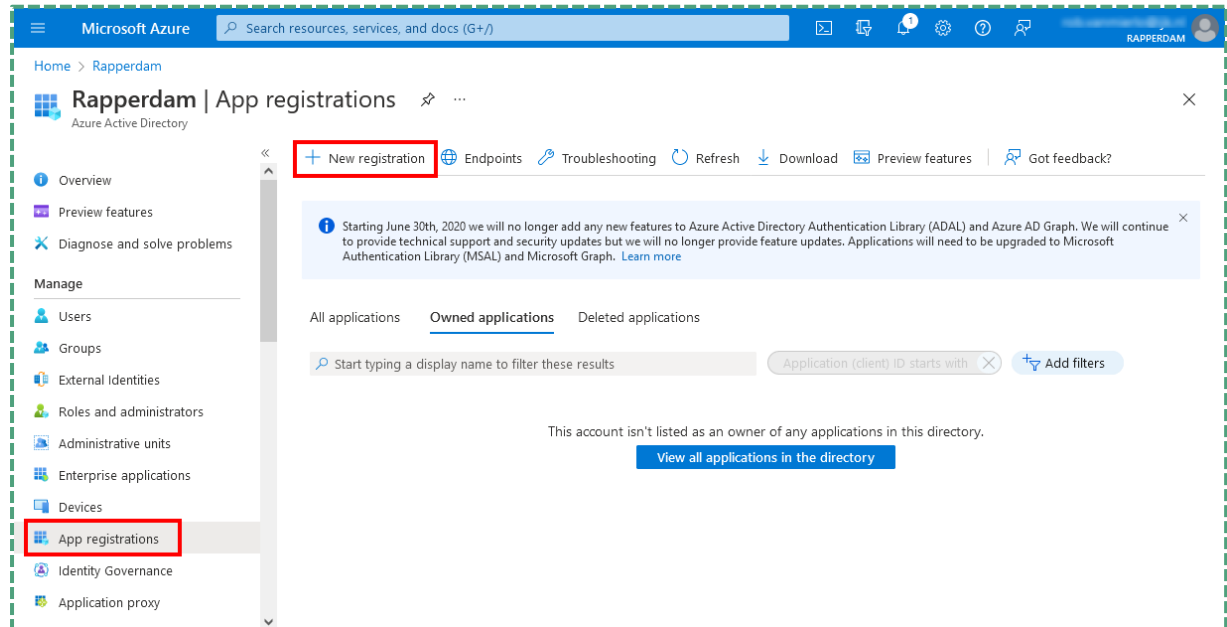 Microsoft Azure
Search resources, services, and docs (G+/)
1
RAPPERDAM
Home > Rapperdam
Rapperdam | App registrations
Azure Active Directory
Overview
Preview features
Diagnose and solve problems
Manage
Users
Groups
External Identities
Roles and administrators
Administrative units
Enterprise applications
Devices
App registrations
Identity Governance
Application proxy
New registration
Endpoints
Troubleshooting
Refresh
Download
Preview features
Got feedback?
Starting June 30th, 2020 we will no longer add any new features to Azure Active Directory Authentication Library (ADAL) and Azure AD Graph. We will continue
to provide technical support and security updates but we will no longer provide feature updates. Applications will need to be upgraded to Microsoft
Authentication Library (MSAL) and Microsoft Graph. Learn more
All applications
Owned applications
Deleted applications
Start typing a display name to filter these results
Application (client) ID starts with
Add filters
This account isn't listed as an owner of any applications in this directory.
View all applications in the directory